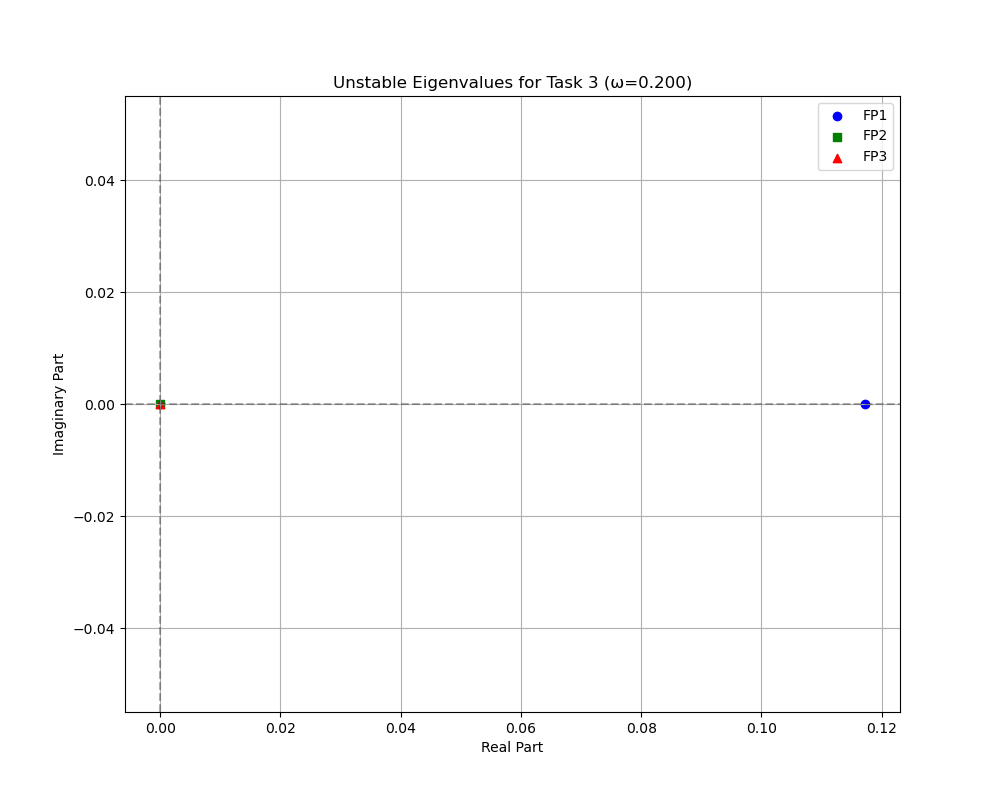 Unstable Eigenvalues for Task 3 (ω=0.200)
FP1
FP2
FP3
0.04
0.02
0.00
−0.02
−0.04
Imaginary Part
0.00 0.02 0.04 0.06 0.08 0.10 0.12
Real Part